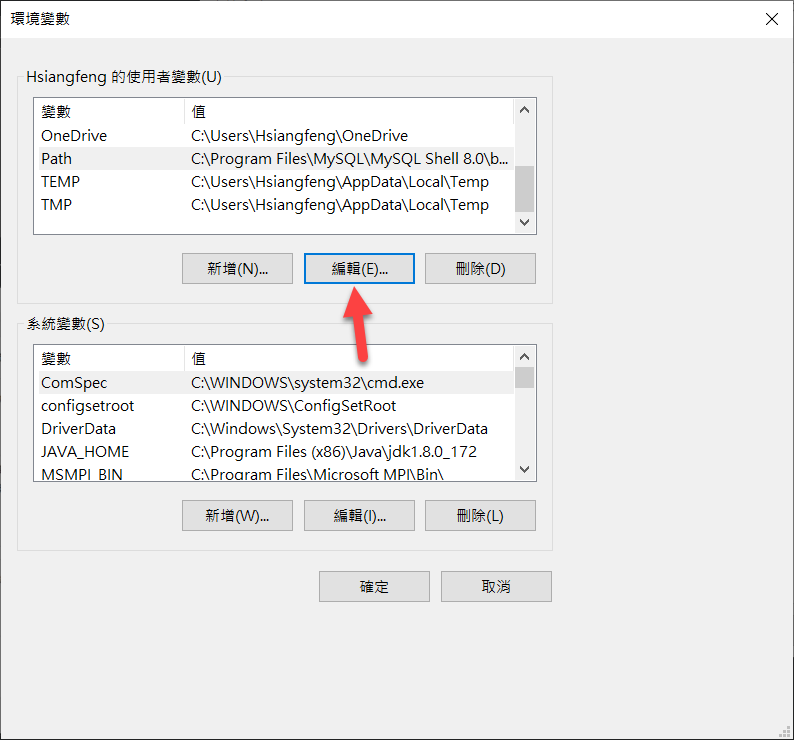 環境變數
Hsiangfeng 的使用者變數(U)
變數 值
OneDrive C:\Users\Hsiangfeng\OneDrive
Path C:\Program Files\MySQL\MySQL Shell 8.0\b...
TEMP C:\Users\Hsiangfeng\AppData\Local\Temp
TMP C:\Users\Hsiangfeng\AppData\Local\Temp
新增(N)... 編輯(E)... 刪除(D)
系統變數(S)
變數 值
ComSpec C:\WINDOWS\system32\cmd.exe
configsetroot C:\WINDOWS\ConfigSetRoot
DriverData C:\Windows\System32\Drivers\DriverData
JAVA_HOME C:\Program Files (x86)\Java\jdk1.8.0_172
MSMPI_BIN C:\Program Files\Microsoft MPI\Bin\
新增(W)... 編輯(I)... 刪除(L)
確定 取消